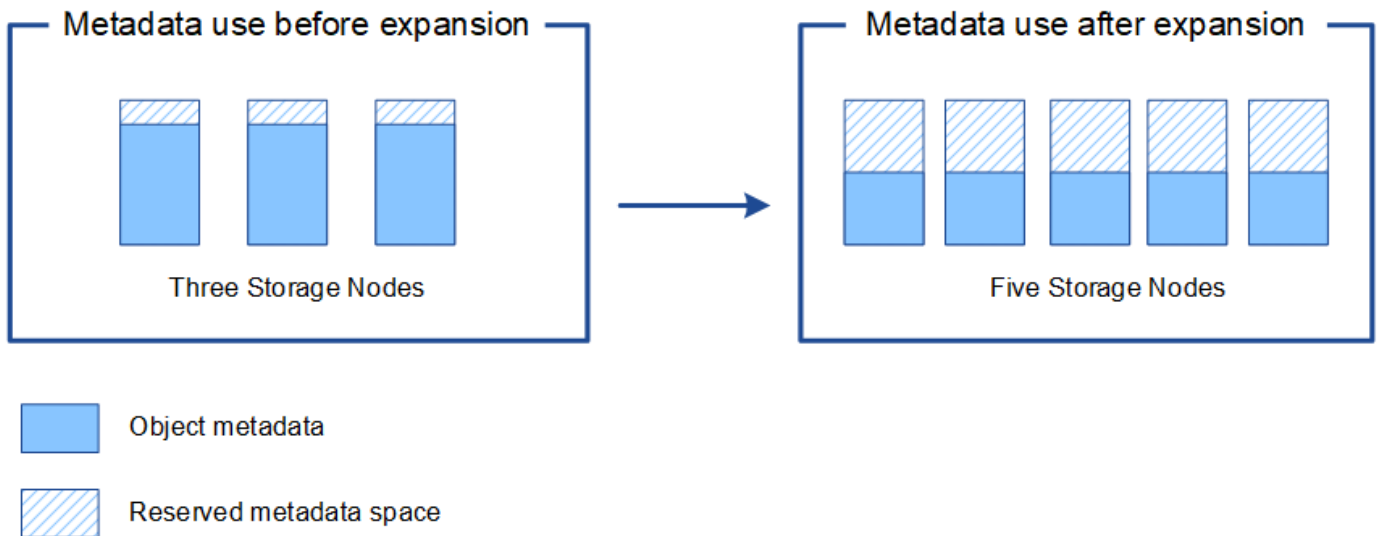 Metadata use before expansion
Metadata use after expansion
Three Storage Nodes
Five Storage Nodes
Object metadata
Reserved metadata space